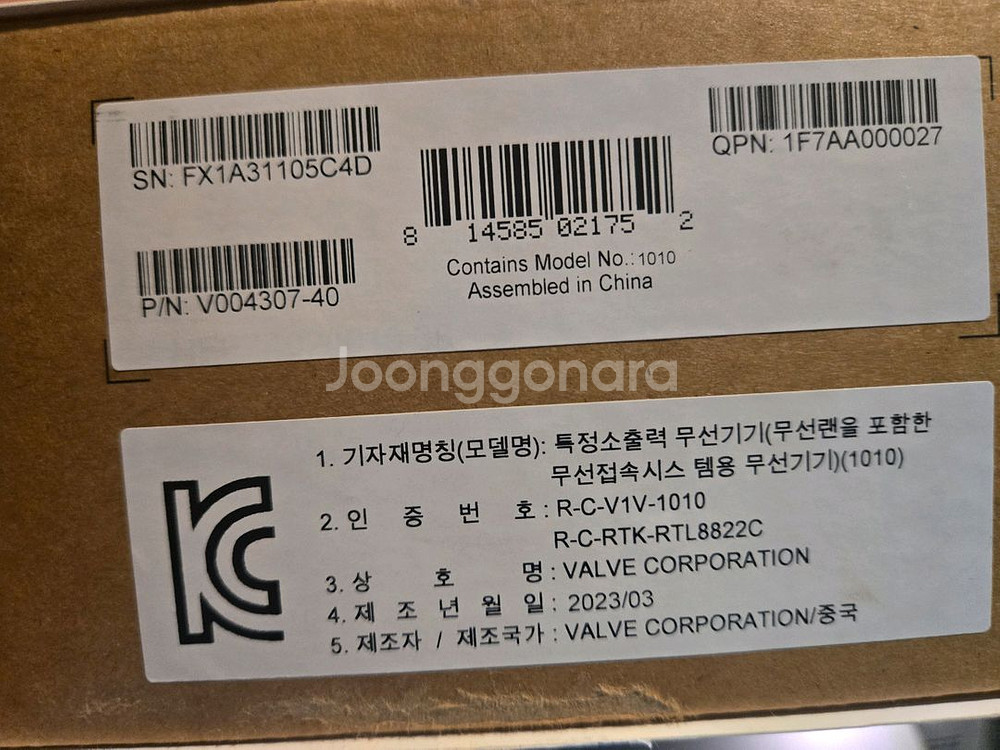 SN: FX1A31105C4D
QPN: 1F7AA000027
8 14585 02175 2
P/N: V004307-40
Contains Model No.: 1010
Assembled in China
Joonggonara
1. 기자재명칭(모델명): 특정소출력 무선기기(무선랜을 포함한
무선접속시스 템용 무선기기)(1010)
2. 인 증 번 호 : R-C-V1V-1010
R-C-RTK-RTL8822C
3. 상 호 명 : VALVE CORPORATION
4. 제 조 년 월 일 : 2023/03
5. 제조자 / 제조국가 : VALVE CORPORATION/중국